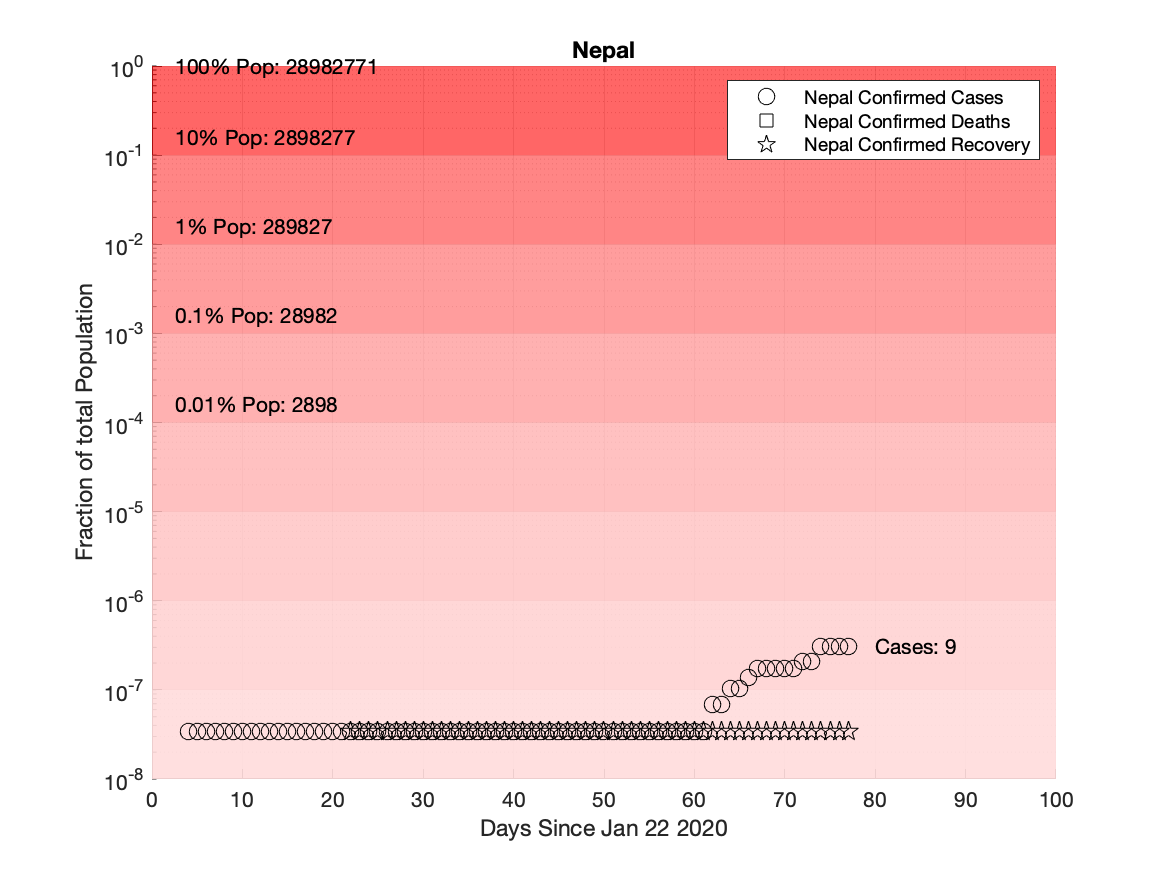 Nepal
10^0
100% Pop: 28982771
Nepal Confirmed Cases
Nepal Confirmed Deaths
10% Pop: 2898277
Nepal Confirmed Recovery
10^-1
1% Pop: 289827
10^-2
0.1% Pop: 28982
10^-3
0.01% Pop: 2898
10^-4
Fraction of total Population
10^-5
10^-6
Cases: 9
10^-7
10^-8
0 10 20 30 40 50 60 70 80 90 100
Days Since Jan 22 2020